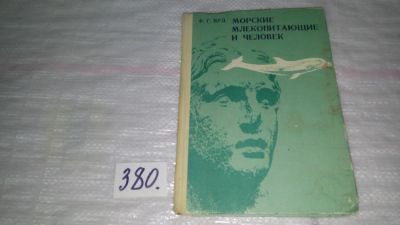 Ф. Г. ВУД
МОРСКИЕ
МЛЕКОПИТАЮЩИЕ
И ЧЕЛОВЕК
380.